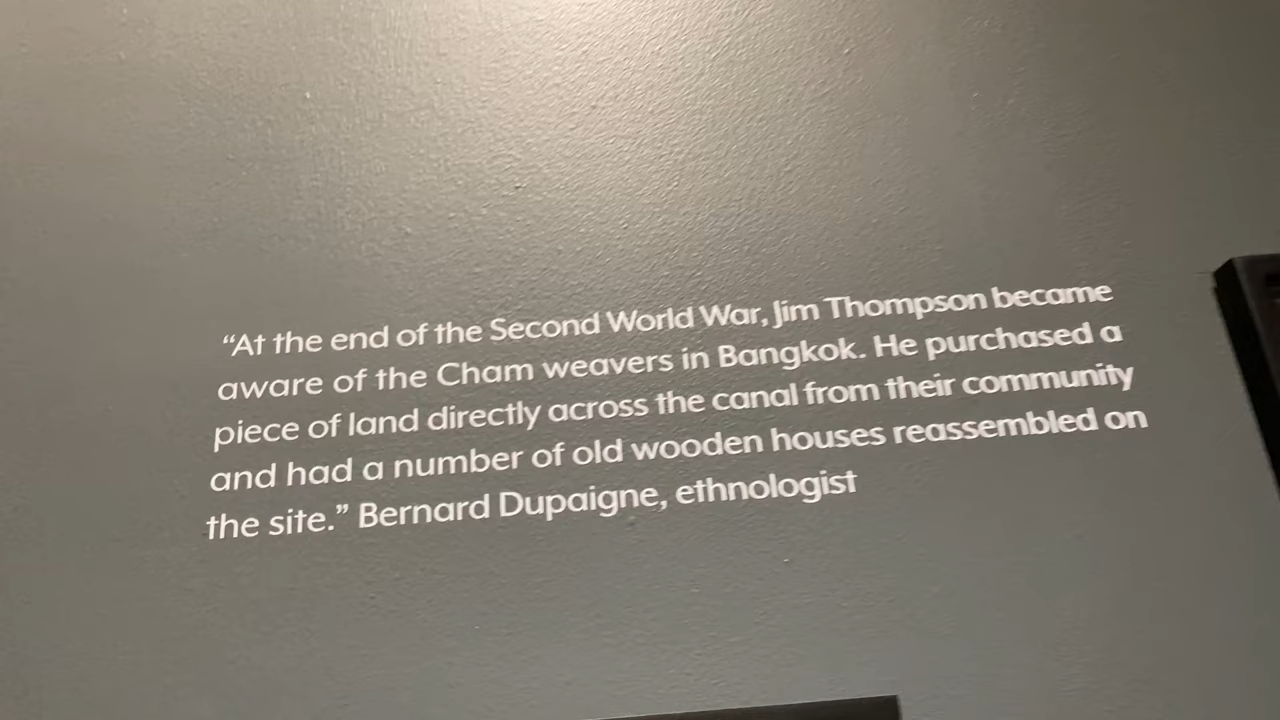 “At the end of the Second World War, Jim Thompson became
aware of the Cham weavers in Bangkok. He purchased a
piece of land directly across the canal from their community
and had a number of old wooden houses reassembled on
the site.” Bernard Dupaigne, ethnologist